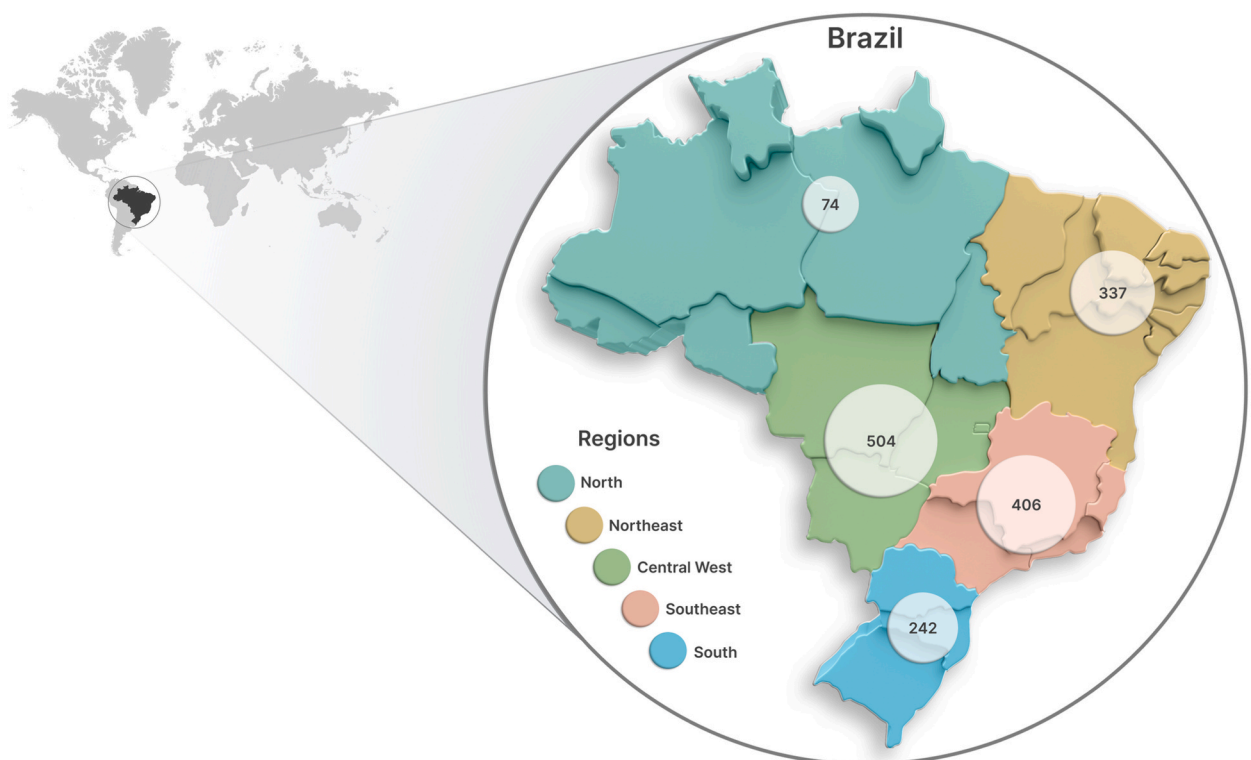 Brazil
74
337
504
406
242
Regions
North
Northeast
Central West
Southeast
South